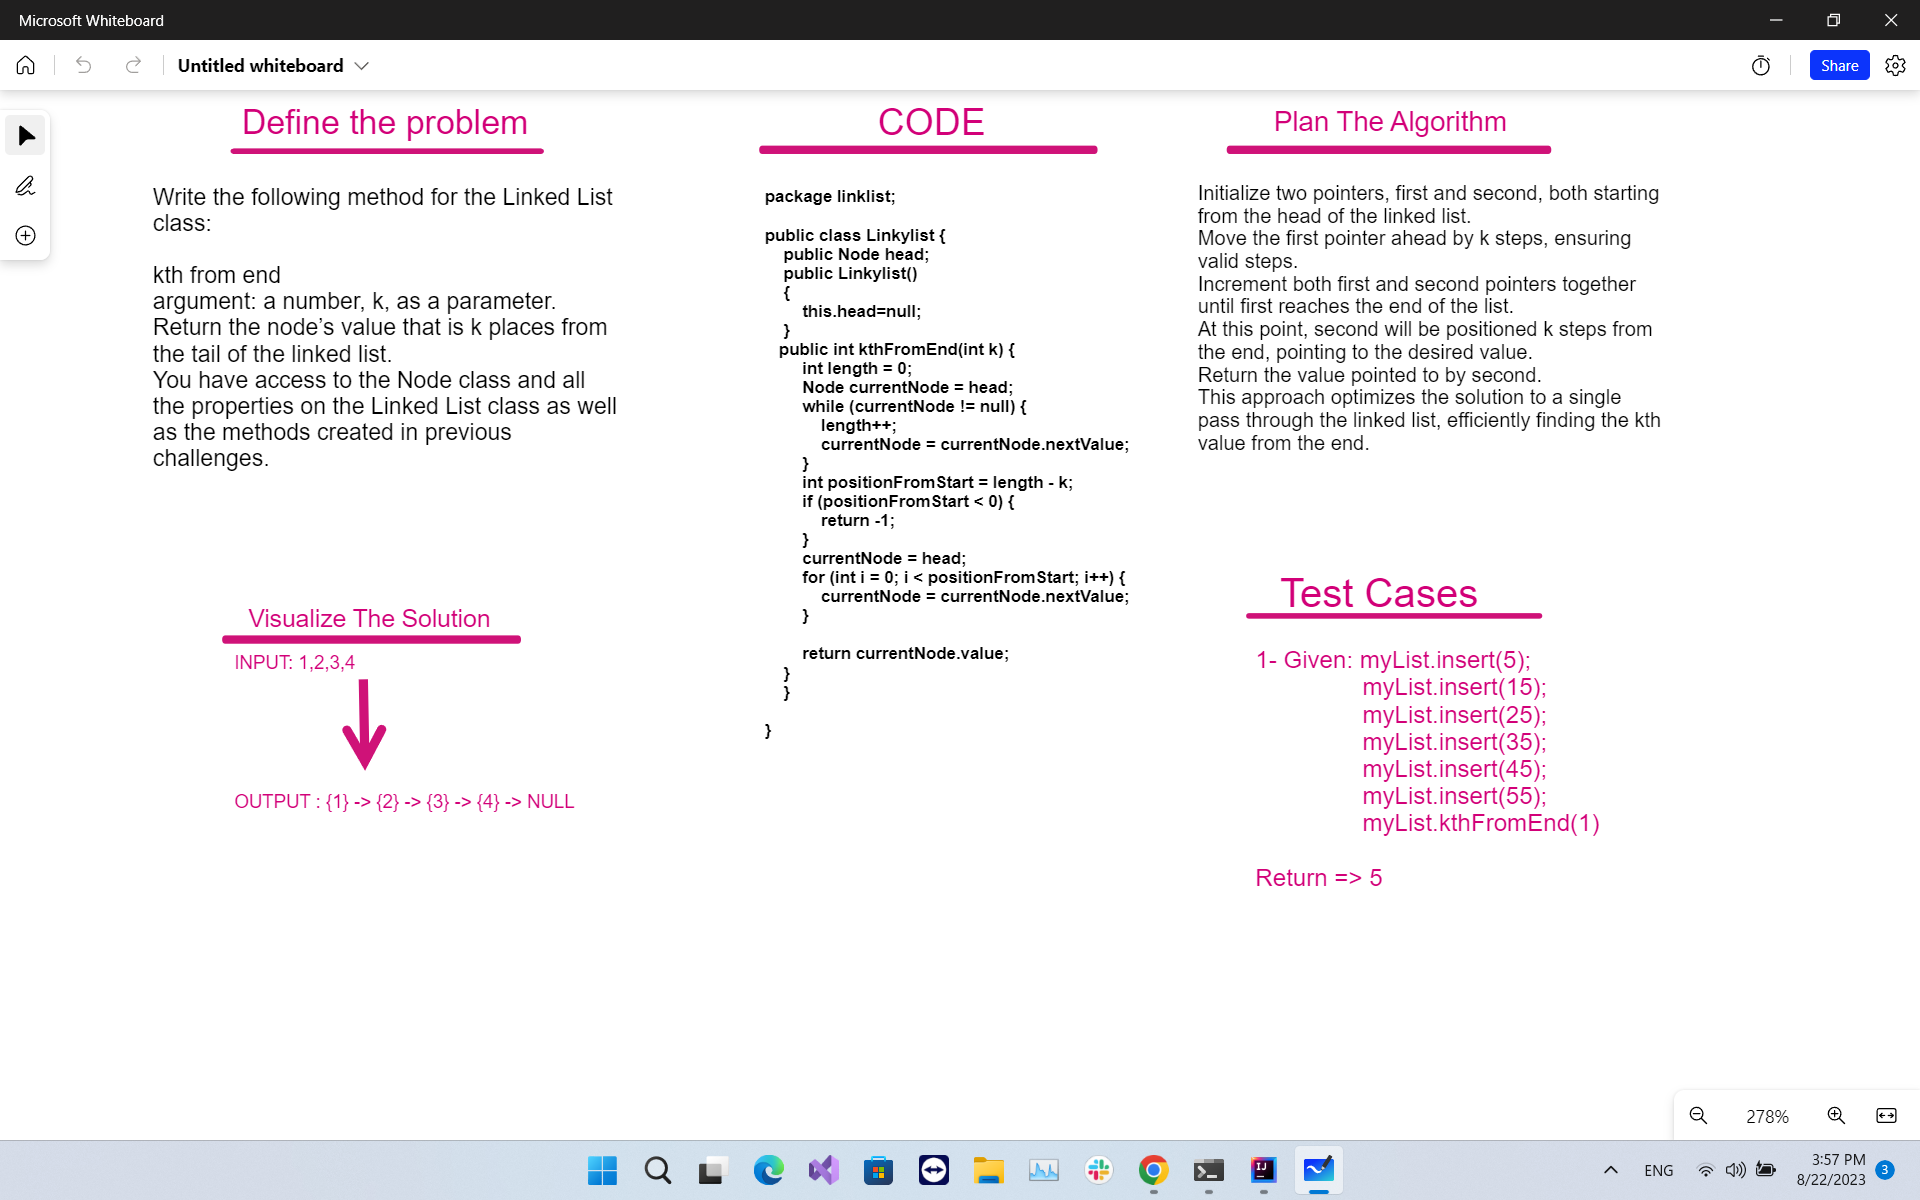 Microsoft Whiteboard
Untitled whiteboard
Share
Define the problem
Write the following method for the Linked List
class:
kth from end
argument: a number, k, as a parameter.
Return the node’s value that is k places from
the tail of the linked list.
You have access to the Node class and all
the properties on the Linked List class as well
as the methods created in previous
challenges.
Visualize The Solution
INPUT: 1,2,3,4
OUTPUT : {1} -> {2} -> {3} -> {4} -> NULL
CODE
package linklist;
public class Linkylist {
public Node head;
public Linkylist()
{
this.head=null;
}
public int kthFromEnd(int k) {
int length = 0;
Node currentNode = head;
while (currentNode != null) {
length++;
currentNode = currentNode.nextValue;
}
int positionFromStart = length - k;
if (positionFromStart < 0) {
return -1;
}
currentNode = head;
for (int i = 0; i < positionFromStart; i++) {
currentNode = currentNode.nextValue;
}
return currentNode.value;
}
}
}
Plan The Algorithm
Initialize two pointers, first and second, both starting
from the head of the linked list.
Move the first pointer ahead by k steps, ensuring
valid steps.
Increment both first and second pointers together
until first reaches the end of the list.
At this point, second will be positioned k steps from
the end, pointing to the desired value.
Return the value pointed to by second.
This approach optimizes the solution to a single
pass through the linked list, efficiently finding the kth
value from the end.
Test Cases
1- Given: myList.insert(5);
myList.insert(15);
myList.insert(25);
myList.insert(35);
myList.insert(45);
myList.insert(55);
myList.kthFromEnd(1)
Return => 5
278%
IJ
ENG
3:57 PM
8/22/2023
3